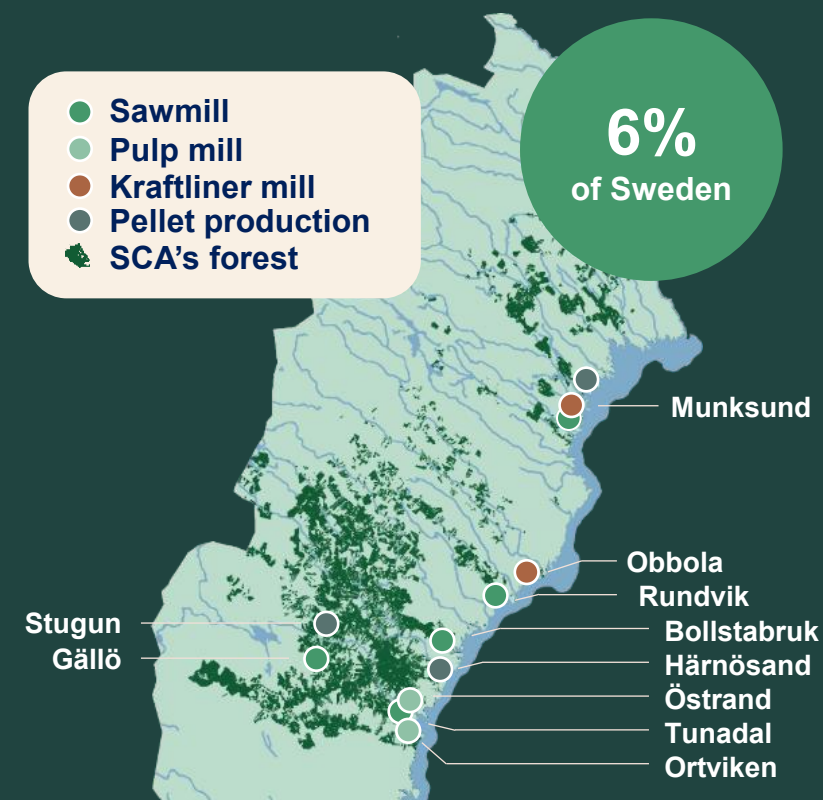 Sawmill
Pulp mill
Kraftliner mill
Pellet production
SCA’s forest
6%
of Sweden
Munksund
Obbola
Rundvik
Stugun
Bollstabruk
Gällö
Härnösand
Östrand
Tunadal
Ortviken